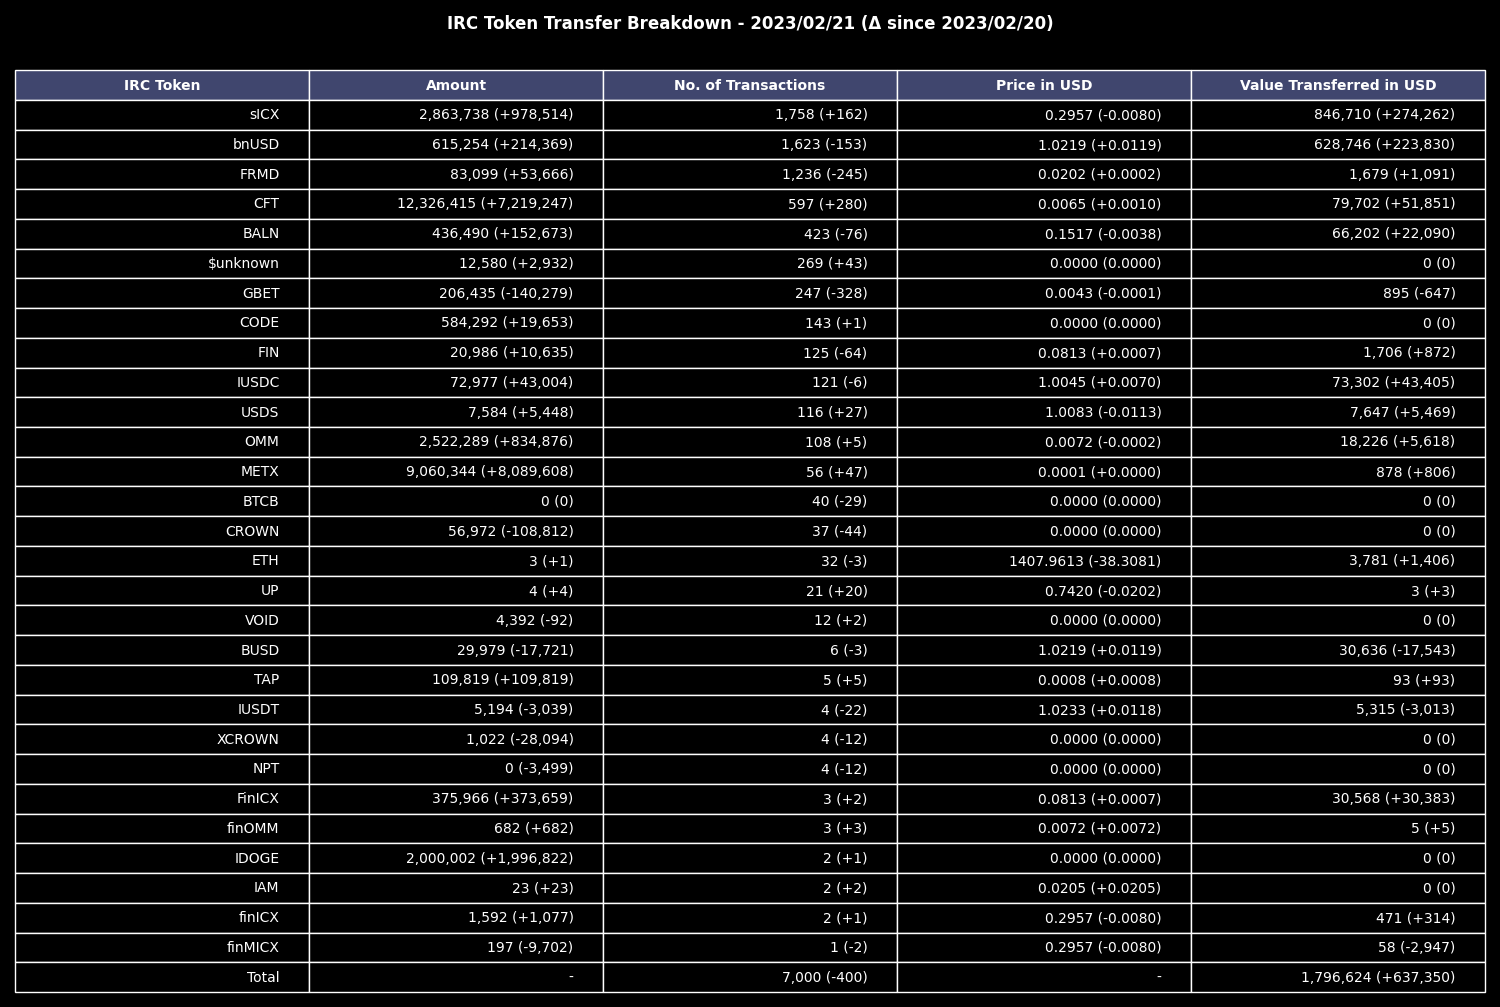 IRC Token Transfer Breakdown - 2023/02/21 (Δ since 2023/02/20)
IRC Token Amount No. of Transactions Price in USD Value Transferred in USD
sICX 2,863,738 (+978,514) 1,758 (+162) 0.2957 (-0.0080) 846,710 (+274,262)
bnUSD 615,254 (+214,369) 1,623 (-153) 1.0219 (+0.0119) 628,746 (+223,830)
FRMD 83,099 (+53,666) 1,236 (-245) 0.0202 (+0.0002) 1,679 (+1,091)
CFT 12,326,415 (+7,219,247) 597 (+280) 0.0065 (+0.0010) 79,702 (+51,851)
BALN 436,490 (+152,673) 423 (-76) 0.1517 (-0.0038) 66,202 (+22,090)
$unknown 12,580 (+2,932) 269 (+43) 0.0000 (0.0000) 0 (0)
GBET 206,435 (-140,279) 247 (-328) 0.0043 (-0.0001) 895 (-647)
CODE 584,292 (+19,653) 143 (+1) 0.0000 (0.0000) 0 (0)
FIN 20,986 (+10,635) 125 (-64) 0.0813 (+0.0007) 1,706 (+872)
IUSDC 72,977 (+43,004) 121 (-6) 1.0045 (+0.0070) 73,302 (+43,405)
USDS 7,584 (+5,448) 116 (+27) 1.0083 (-0.0113) 7,647 (+5,469)
OMM 2,522,289 (+834,876) 108 (+5) 0.0072 (-0.0002) 18,226 (+5,618)
METX 9,060,344 (+8,089,608) 56 (+47) 0.0001 (+0.0000) 878 (+806)
BTCB 0 (0) 40 (-29) 0.0000 (0.0000) 0 (0)
CROWN 56,972 (-108,812) 37 (-44) 0.0000 (0.0000) 0 (0)
ETH 3 (+1) 32 (-3) 1407.9613 (-38.3081) 3,781 (+1,406)
UP 4 (+4) 21 (+20) 0.7420 (-0.0202) 3 (+3)
VOID 4,392 (-92) 12 (+2) 0.0000 (0.0000) 0 (0)
BUSD 29,979 (-17,721) 6 (-3) 1.0219 (+0.0119) 30,636 (-17,543)
TAP 109,819 (+109,819) 5 (+5) 0.0008 (+0.0008) 93 (+93)
IUSDT 5,194 (-3,039) 4 (-22) 1.0233 (+0.0118) 5,315 (-3,013)
XCROWN 1,022 (-28,094) 4 (-12) 0.0000 (0.0000) 0 (0)
NPT 0 (-3,499) 4 (-12) 0.0000 (0.0000) 0 (0)
FinICX 375,966 (+373,659) 3 (+2) 0.0813 (+0.0007) 30,568 (+30,383)
finOMM 682 (+682) 3 (+3) 0.0072 (+0.0072) 5 (+5)
IDOGE 2,000,002 (+1,996,822) 2 (+1) 0.0000 (0.0000) 0 (0)
IAM 23 (+23) 2 (+2) 0.0205 (+0.0205) 0 (0)
finICX 1,592 (+1,077) 2 (+1) 0.2957 (-0.0080) 471 (+314)
finMICX 197 (-9,702) 1 (-2) 0.2957 (-0.0080) 58 (-2,947)
Total - 7,000 (-400) - 1,796,624 (+637,350)